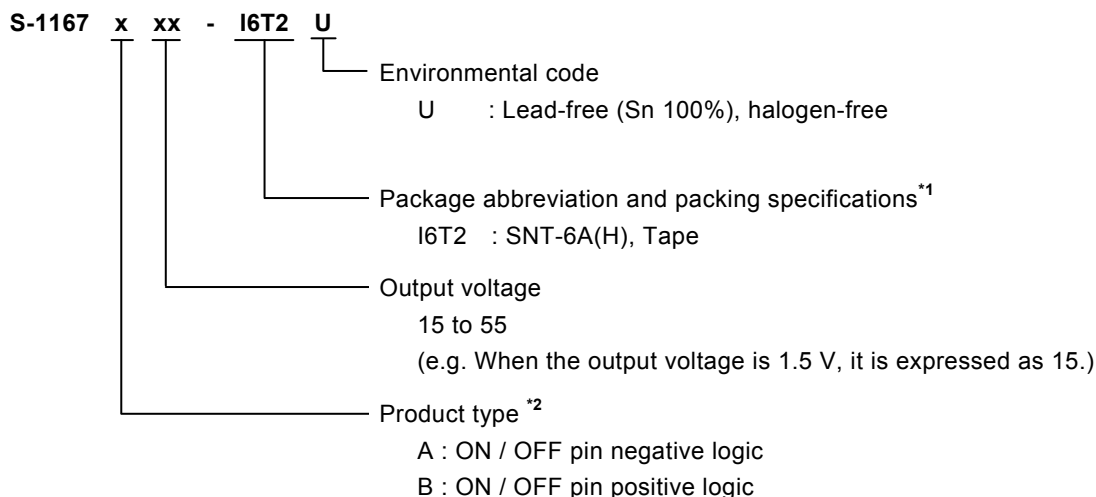 S-1167 x xx - I6T2 U
Environmental code
U : Lead-free (Sn 100%), halogen-free
Package abbreviation and packing specifications*1
I6T2 : SNT-6A(H), Tape
Output voltage
15 to 55
(e.g. When the output voltage is 1.5 V, it is expressed as 15.)
Product type *2
A : ON / OFF pin negative logic
B : ON / OFF pin positive logic